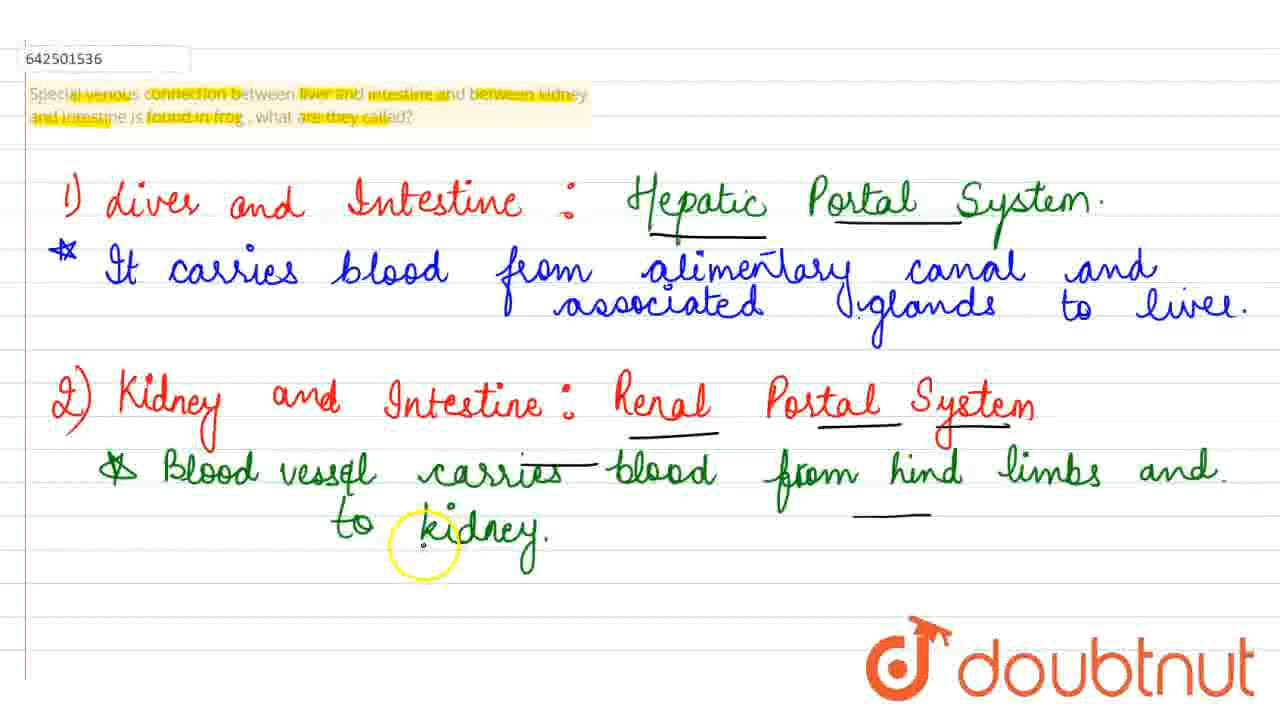 642501536
Special venous connection between liver and intestine and between kidney
and intestine is found in frog , what are they called?
1) Liver and Intestine : Hepatic Portal System.
* It carries blood from alimentary canal and
associated glands to liver.
2) Kidney and Intestine : Renal Portal System
* Blood vessel carries blood from hind limbs and
to kidney.
doubtnut